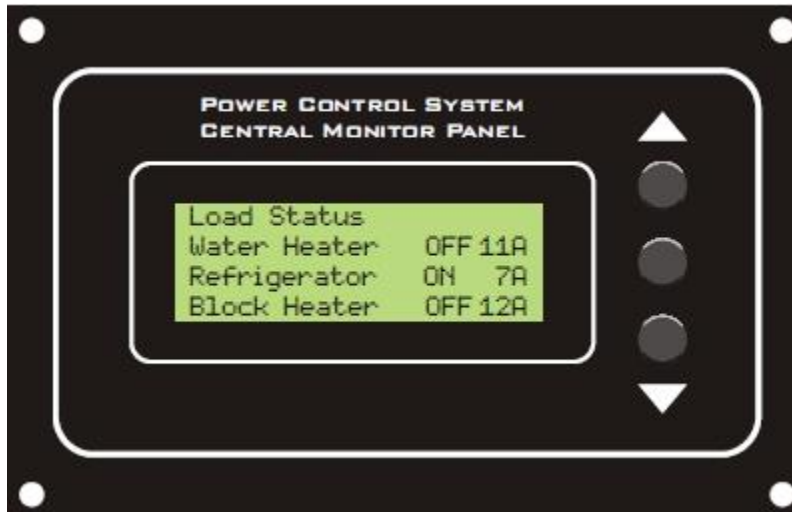 POWER CONTROL SYSTEM
CENTRAL MONITOR PANEL
Load Status
Water Heater OFF 11A
Refrigerator ON 7A
Block Heater OFF 12A